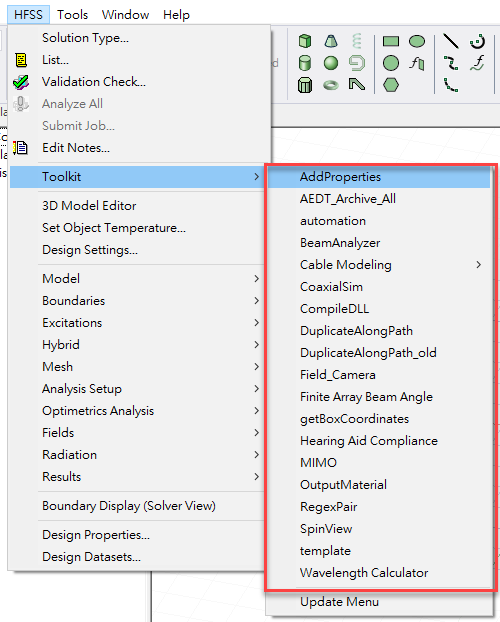 HFSS Tools Window Help
Solution Type...
List...
Validation Check...
Analyze All
Submit Job...
Edit Notes...
Toolkit
3D Model Editor
Set Object Temperature...
Design Settings...
Model
Boundaries
Excitations
Hybrid
Mesh
Analysis Setup
Optimetrics Analysis
Fields
Radiation
Results
Boundary Display (Solver View)
Design Properties...
Design Datasets...
AddProperties
AEDT_Archive_All
automation
BeamAnalyzer
Cable Modeling
CoaxialSim
CompileDLL
DuplicateAlongPath
DuplicateAlongPath_old
Field_Camera
Finite Array Beam Angle
getBoxCoordinates
Hearing Aid Compliance
MIMO
OutputMaterial
RegexPair
SpinView
template
Wavelength Calculator
Update Menu